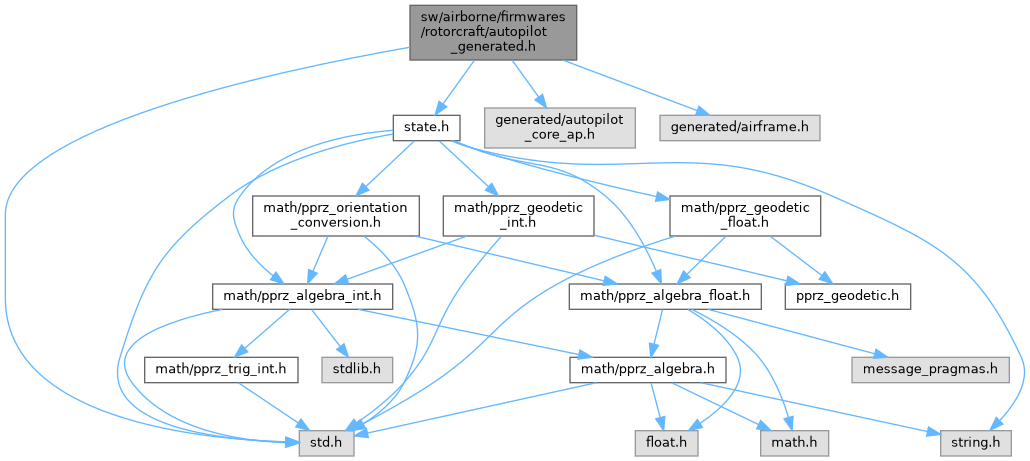 sw/airborne/firmwares
/rotorcraft/autopilot
_generated.h
state.h
generated/autopilot
_core_ap.h
generated/airframe.h
math/pprz_orientation
_conversion.h
math/pprz_geodetic
_int.h
math/pprz_geodetic
_float.h
math/pprz_algebra_int.h
math/pprz_algebra_float.h
pprz_geodetic.h
math/pprz_trig_int.h
stdlib.h
math/pprz_algebra.h
message_pragmas.h
std.h
float.h
math.h
string.h